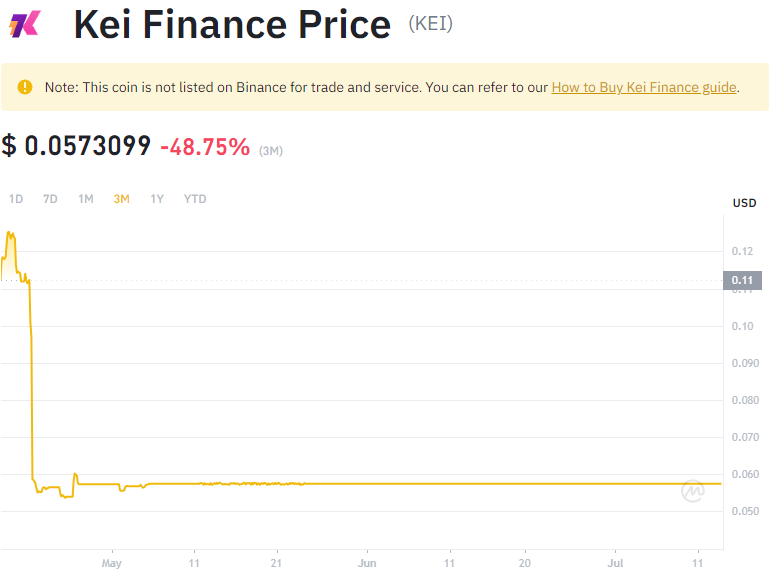 Kei Finance Price (KEI)
Note: This coin is not listed on Binance for trade and service. You can refer to our How to Buy Kei Finance guide.
$ 0.0573099 -48.75% (3M)
1D 7D 1M 3M 1Y YTD
USD
0.12
0.11
0.11
0.10
0.090
0.080
0.070
0.060
0.050
May 11 21 Jun 11 20 Jul 11